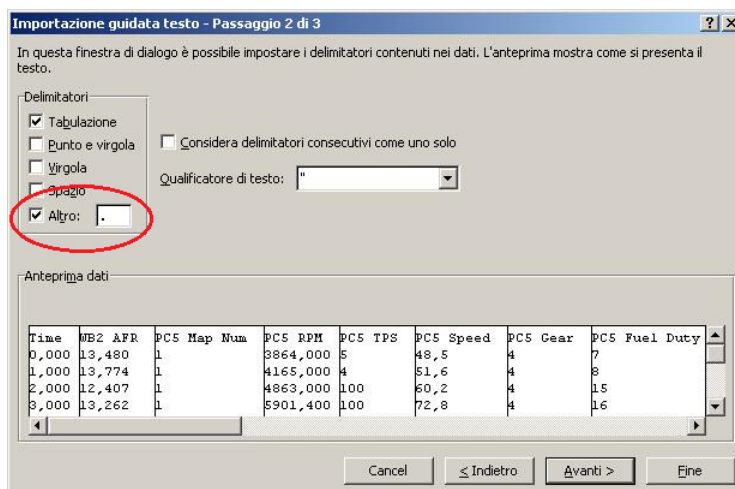 Importazione guidata testo - Passaggio 2 di 3
In questa finestra di dialogo è possibile impostare i delimitatori contenuti nei dati. L'anteprima mostra come si presenta il
testo.
Delimitatori
Tabulazione
Punto e virgola
Virgola
Spazio
Altro: .
Considera delimitatori consecutivi come uno solo
Qualificatore di testo: "
Anteprima dati
Time WB2 AFR PC5 Map Num PC5 RPM PC5 TPS PC5 Speed PC5 Gear PC5 Fuel Duty
0,000 13,480 1 3864,000 5 48,5 4 7
1,000 13,774 1 4165,000 4 51,6 4 8
2,000 12,407 1 4863,000 100 60,2 4 15
3,000 13,262 1 5901,400 100 72,8 4 16
Cancel < Indietro Avanti > Fine